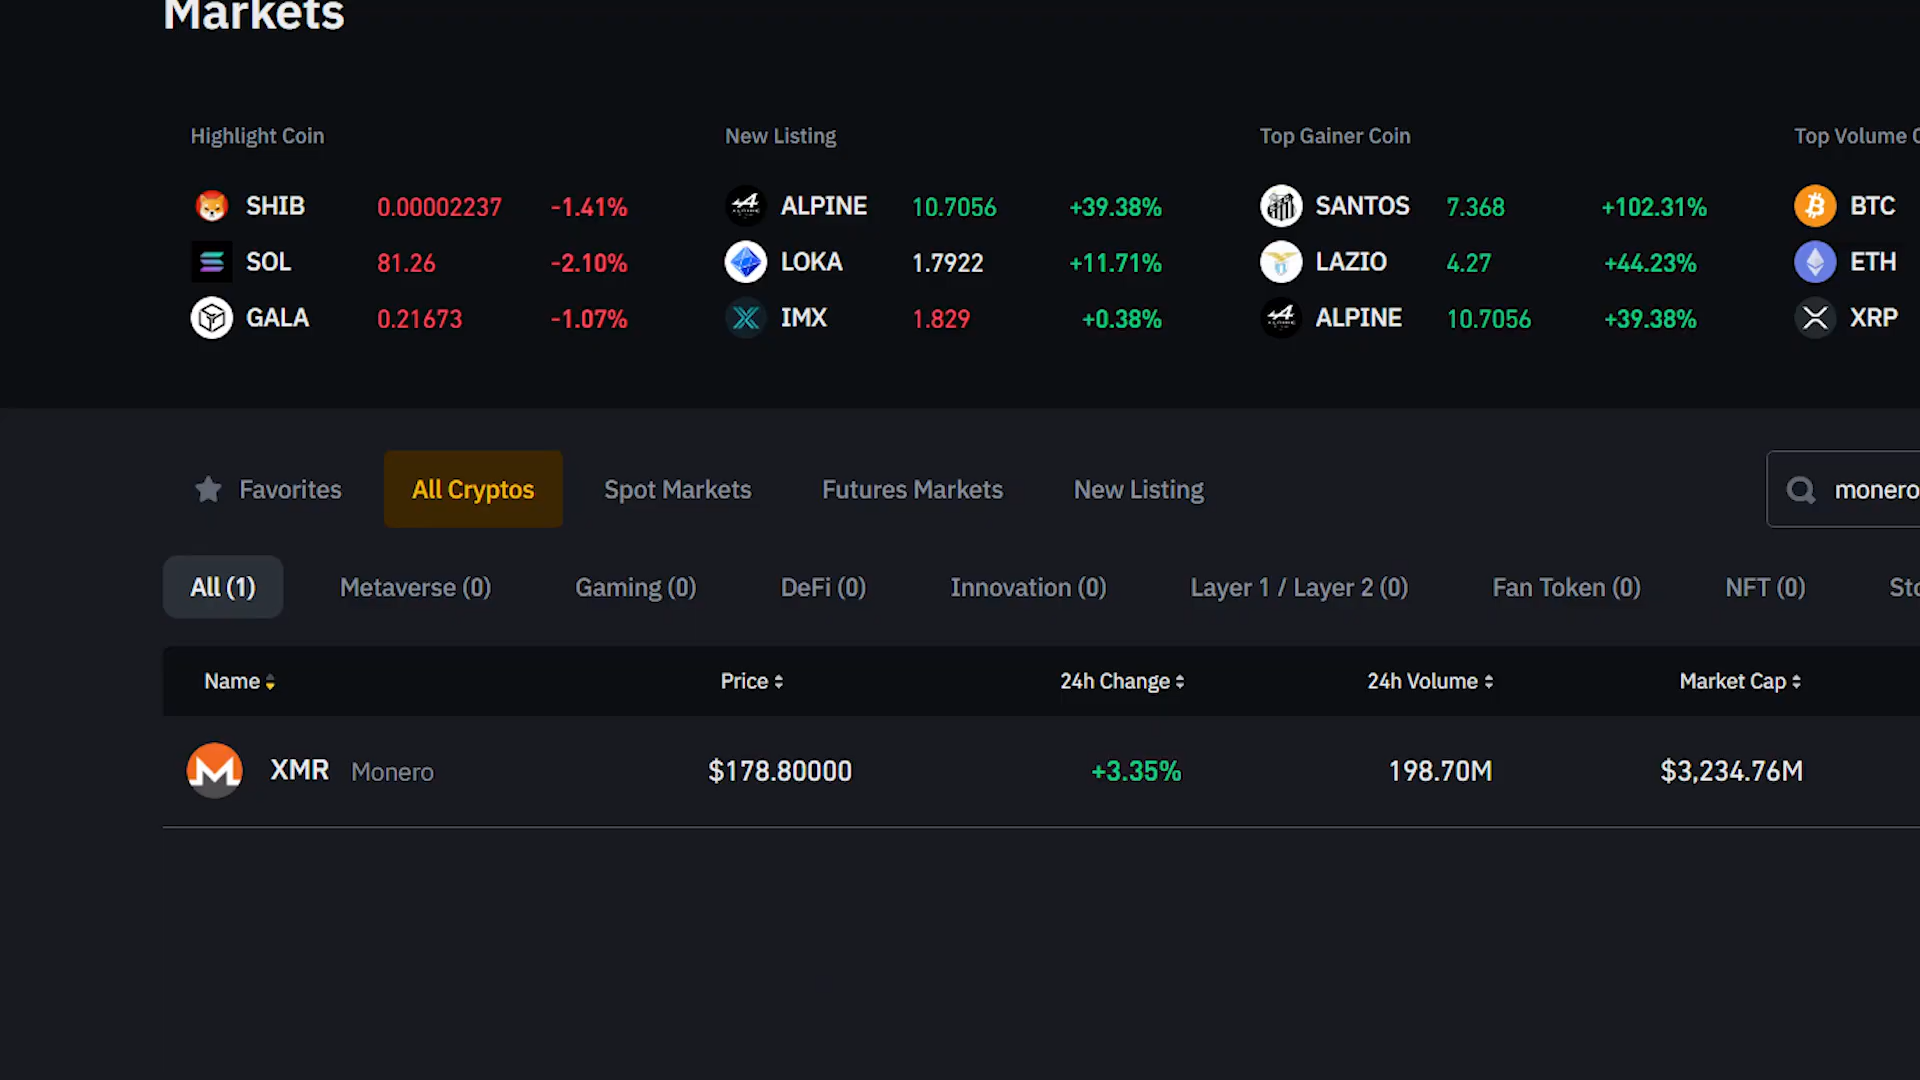 Markets
Highlight Coin
SHIB 0.00002237 -1.41%
SOL 81.26 -2.10%
GALA 0.21673 -1.07%
New Listing
ALPINE 10.7056 +39.38%
LOKA 1.7922 +11.71%
IMX 1.829 +0.38%
Top Gainer Coin
SANTOS 7.368 +102.31%
LAZIO 4.27 +44.23%
ALPINE 10.7056 +39.38%
Top Volume C
BTC
ETH
XRP
Favorites All Cryptos Spot Markets Futures Markets New Listing monero
All (1) Metaverse (0) Gaming (0) DeFi (0) Innovation (0) Layer 1 / Layer 2 (0) Fan Token (0) NFT (0) Sto
Name Price 24h Change 24h Volume Market Cap
XMR Monero $178.80000 +3.35% 198.70M $3,234.76M